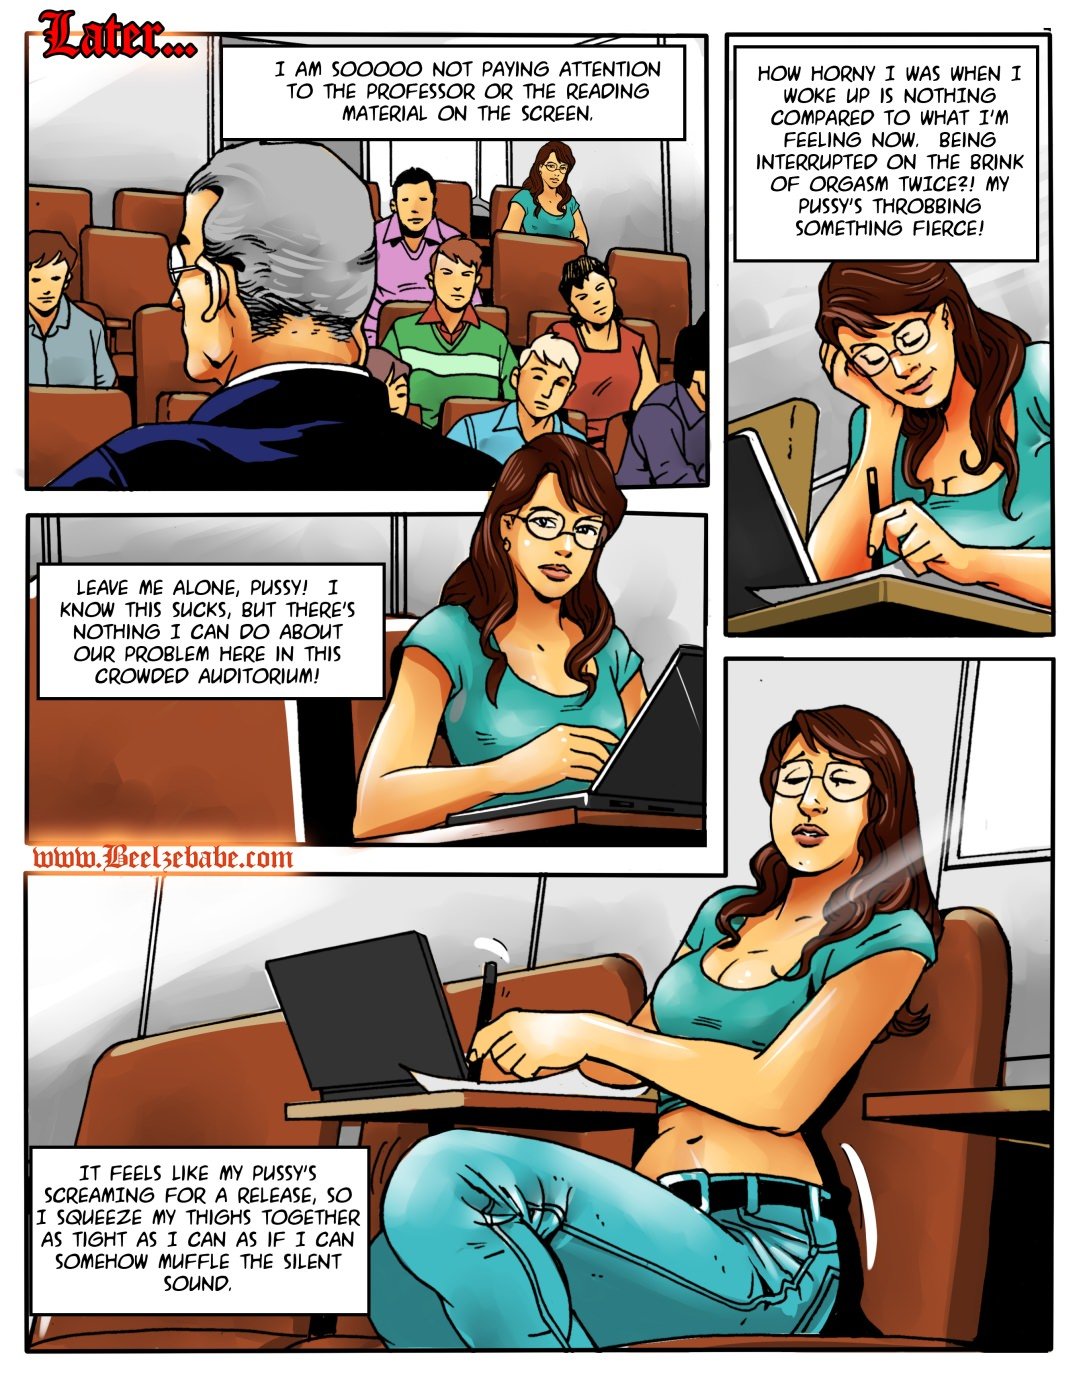 Later...
I AM SOOOOO NOT PAYING ATTENTION
TO THE PROFESSOR OR THE READING
MATERIAL ON THE SCREEN.
HOW HORNY I WAS WHEN I
WOKE UP IS NOTHING
COMPARED TO WHAT I'M
FEELING NOW. BEING
INTERRUPTED ON THE BRINK
OF ORGASM TWICE?! MY
PUSSY'S THROBBING
SOMETHING FIERCE!
LEAVE ME ALONE, PUSSY! I
KNOW THIS SUCKS, BUT THERE'S
NOTHING I CAN DO ABOUT
OUR PROBLEM HERE IN THIS
CROWDED AUDITORIUM!
www.Beelzebabe.com
IT FEELS LIKE MY PUSSY'S
SCREAMING FOR A RELEASE, SO
I SQUEEZE MY THIGHS TOGETHER
AS TIGHT AS I CAN AS IF I CAN
SOMEHOW MUFFLE THE SILENT
SOUND.